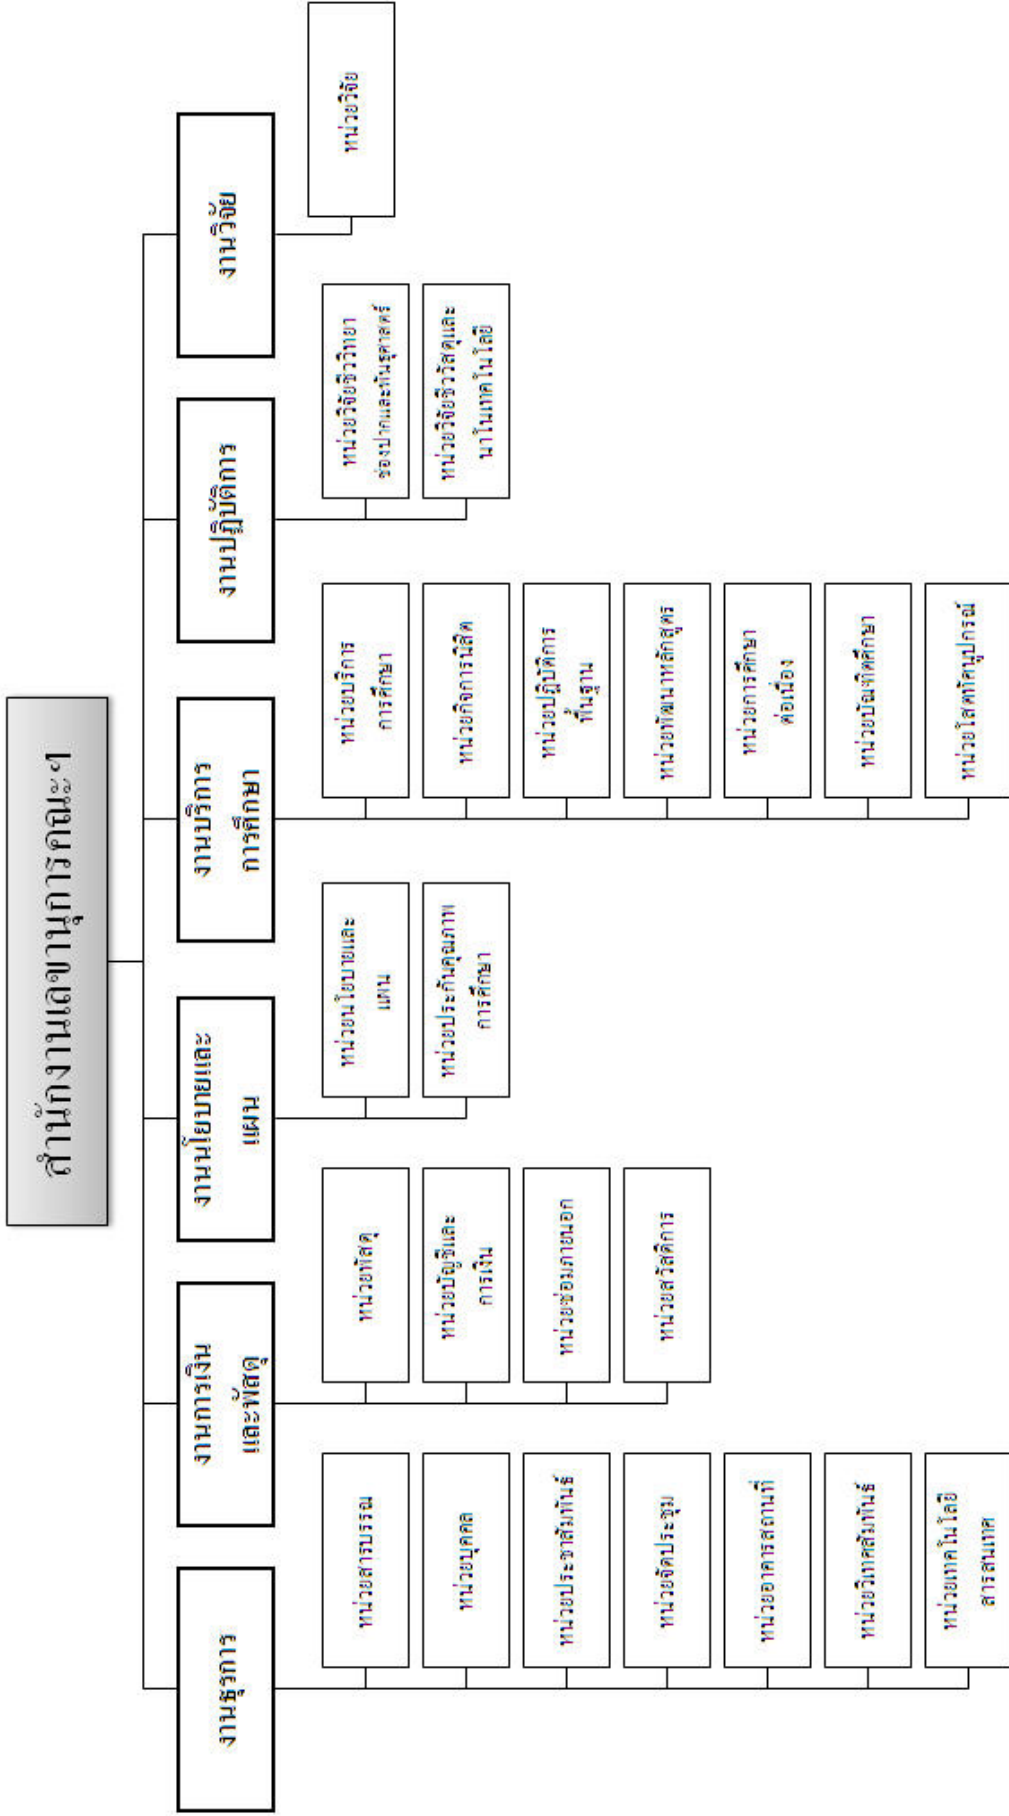 สำนักงานเลขานุการคณะฯ
งานธุรการ
หน่วยสารบรรณ
หน่วยบุคคล
หน่วยประชาสัมพันธ์
หน่วยจัดประชุม
หน่วยอาคารสถานที่
หน่วยวิเทศสัมพันธ์
หน่วยเทคโนโลยี
สารสนเทศ
งานการเงิน
และพัสดุ
หน่วยพัสดุ
หน่วยบัญชีและ
การเงิน
หน่วยซ่อมภายนอก
หน่วยสวัสดิการ
งานนโยบายและ
แผน
หน่วยนโยบายและ
แผน
หน่วยประกันคุณภาพ
การศึกษา
งานบริการ
การศึกษา
หน่วยบริการ
การศึกษา
หน่วยกิจการนิสิต
หน่วยปฏิบัติการ
พื้นฐาน
หน่วยพัฒนาหลักสูตร
หน่วยการศึกษา
ต่อเนื่อง
หน่วยบัณฑิตศึกษา
หน่วยโสตทัศนูปกรณ์
งานปฏิบัติการ
หน่วยวิจัยชีววิทยา
ช่องปากและพันธุศาสตร์
หน่วยวิจัยชีววัสดุและ
นาโนเทคโนโลยี
งานวิจัย
หน่วยวิจัย